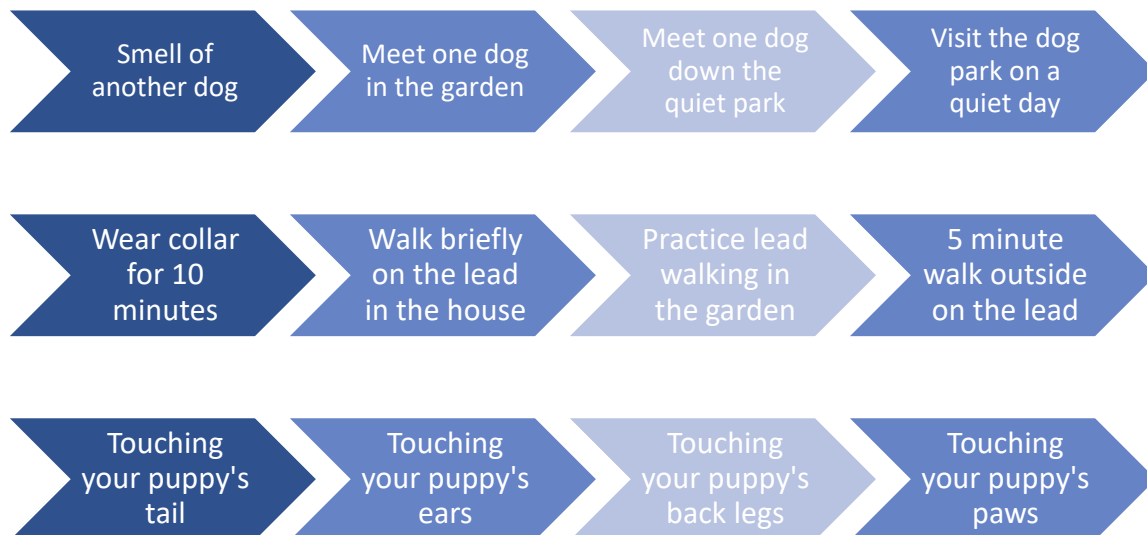 Smell of
another dog
Meet one dog
in the garden
Meet one dog
down the
quiet park
Visit the dog
park on a
quiet day
Wear collar
for 10
minutes
Walk briefly
on the lead
in the house
Practice lead
walking in
the garden
5 minute
walk outside
on the lead
Touching
your puppy's
tail
Touching
your puppy's
ears
Touching
your puppy's
back legs
Touching
your puppy's
paws